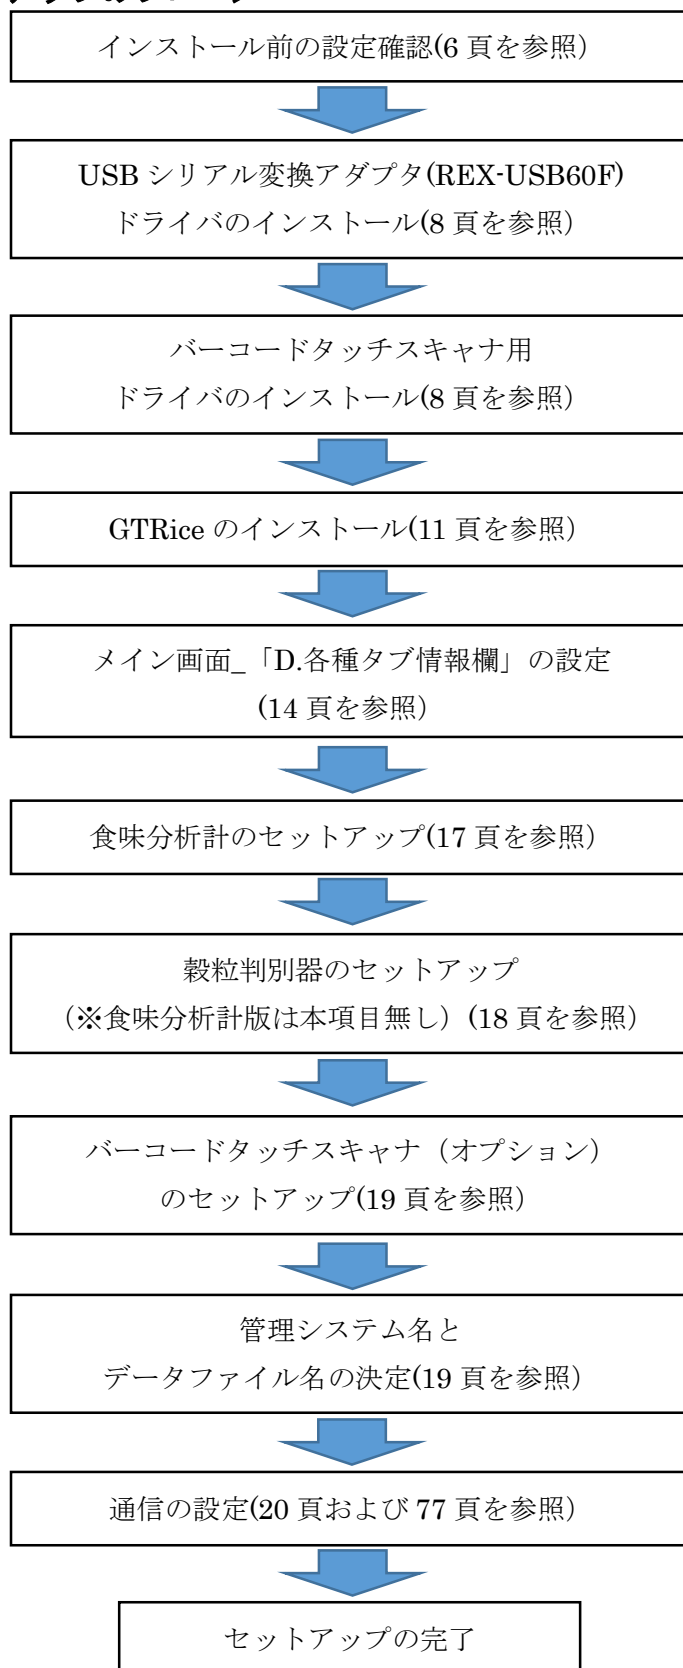 インストール前の設定確認(6 頁を参照）
USB シリアル変換アダプタ(REX-USB60F)
ドライバのインストール(8 頁を参照）
バーコードタッチスキャナ用
ドライバのインストール(8 頁を参照）
GTRice のインストール(11 頁を参照）
メイン画面_「D.各種タブ情報欄」の設定
(14 頁を参照）
食味分析計のセットアップ(17 頁を参照）
穀粒判別器のセットアップ
（※食味分析計版は本項目無し）(18 頁を参照）
バーコードタッチスキャナ（オプション）
のセットアップ(19 頁を参照）
管理システム名と
データファイル名の決定(19 頁を参照）
通信の設定(20 頁および 77 頁を参照）
セットアップの完了